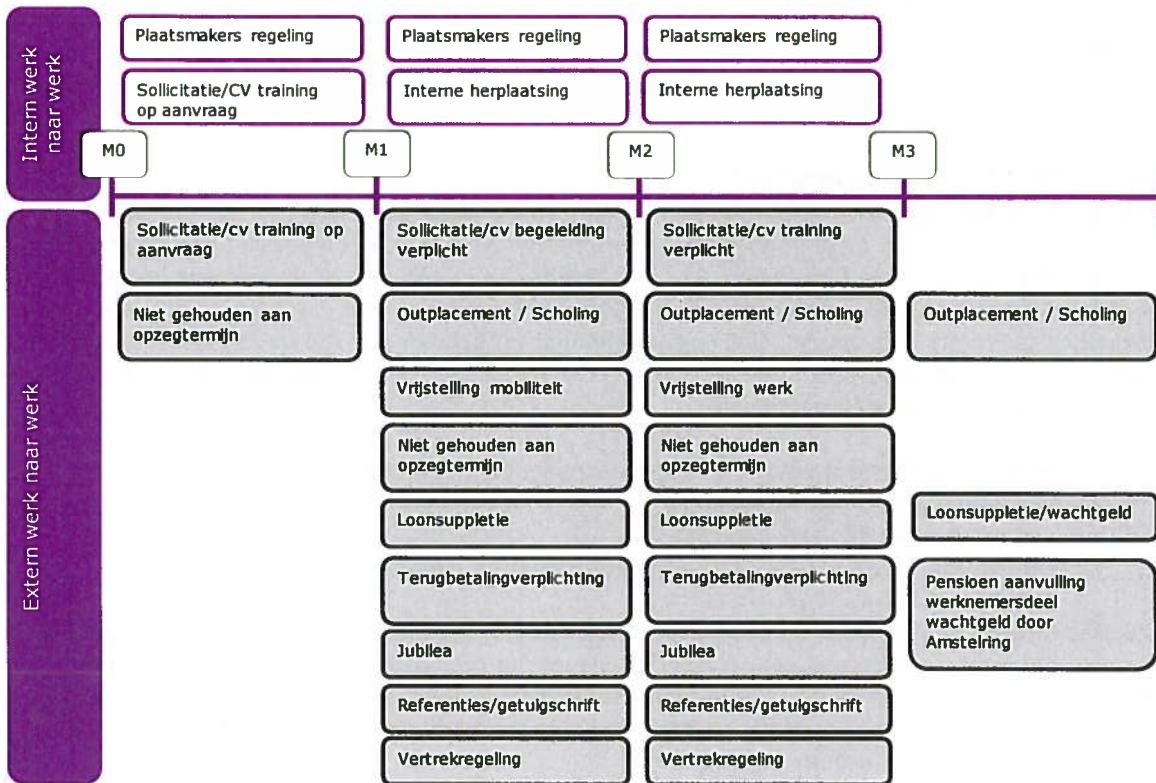 Intern werk
naar werk
Plaatsmakers regeling
Plaatsmakers regeling
Plaatsmakers regeling
Sollicitatie/CV training
op aanvraag
Interne herplaatsing
Interne herplaatsing
M0
M1
M2
M3
Extern werk naar werk
Sollicitatie/cv training op
aanvraag
Sollicitatie/cv begeleiding
verplicht
Sollicitatie/cv training
verplicht
Niet gehouden aan
opzegtermijn
Outplacement / Scholing
Outplacement / Scholing
Outplacement / Scholing
Vrijstelling mobiliteit
Vrijstelling werk
Niet gehouden aan
opzegtermijn
Niet gehouden aan
opzegtermijn
Loonsuppletie
Loonsuppletie
Loonsuppletie/wachtgeld
Terugbetalingverplichting
Terugbetalingverplichting
Pensioen aanvulling
werknemersdeel
wachtgeld door
Amstelring
Jubilea
Jubilea
Referenties/getuigschrift
Referenties/getuigschrift
Vertrekregeling
Vertrekregeling